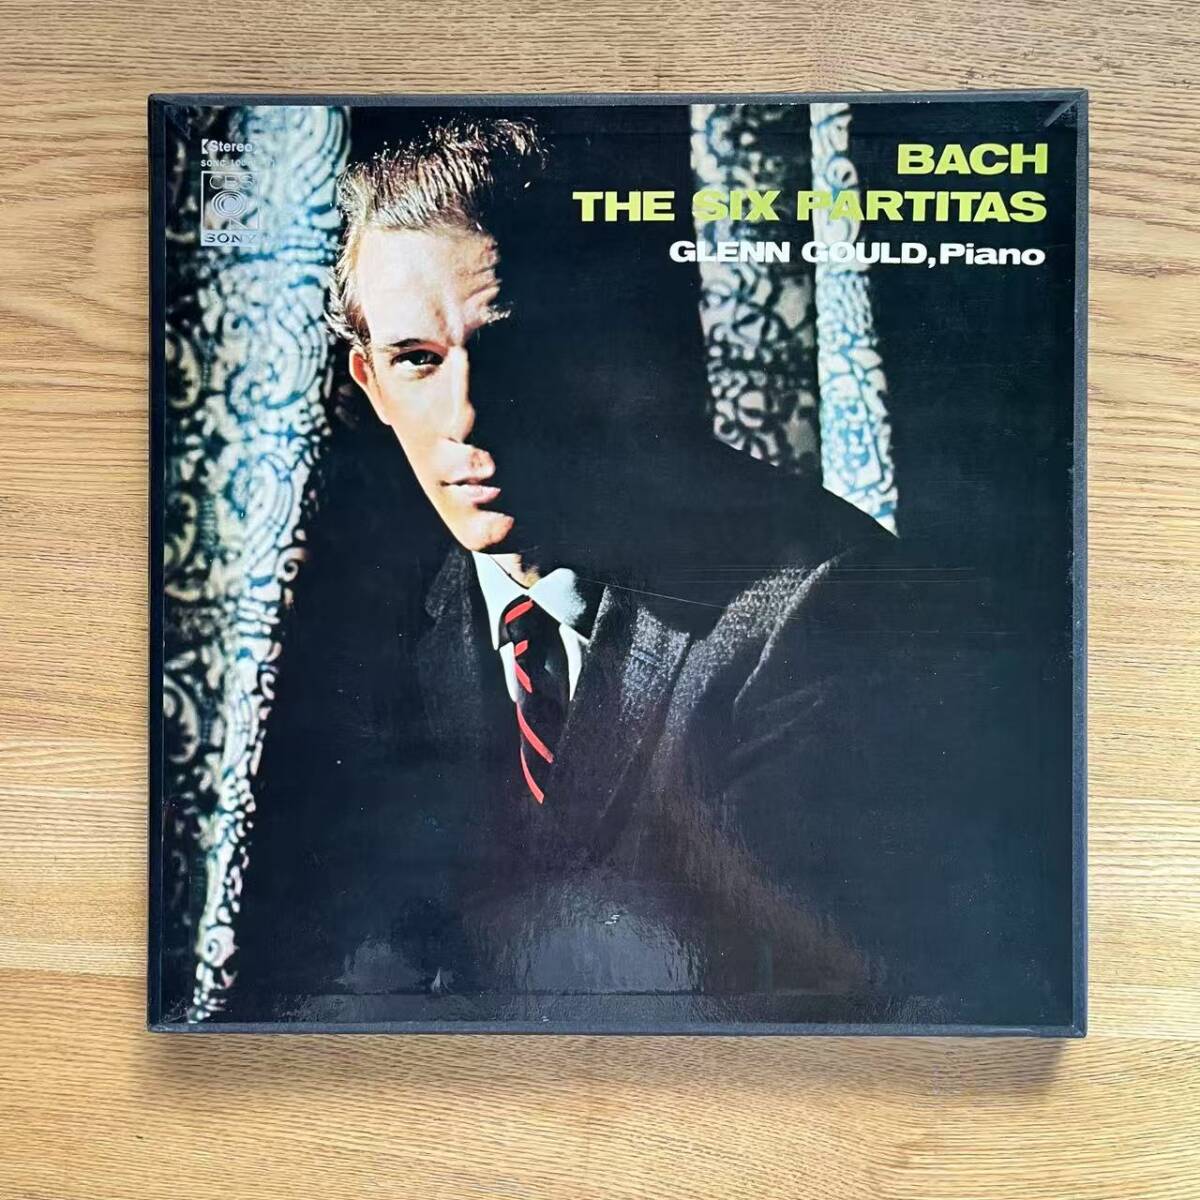 Stereo
CBS
SONY
BACH
THE SIX PARTITAS
GLENN GOULD, Piano